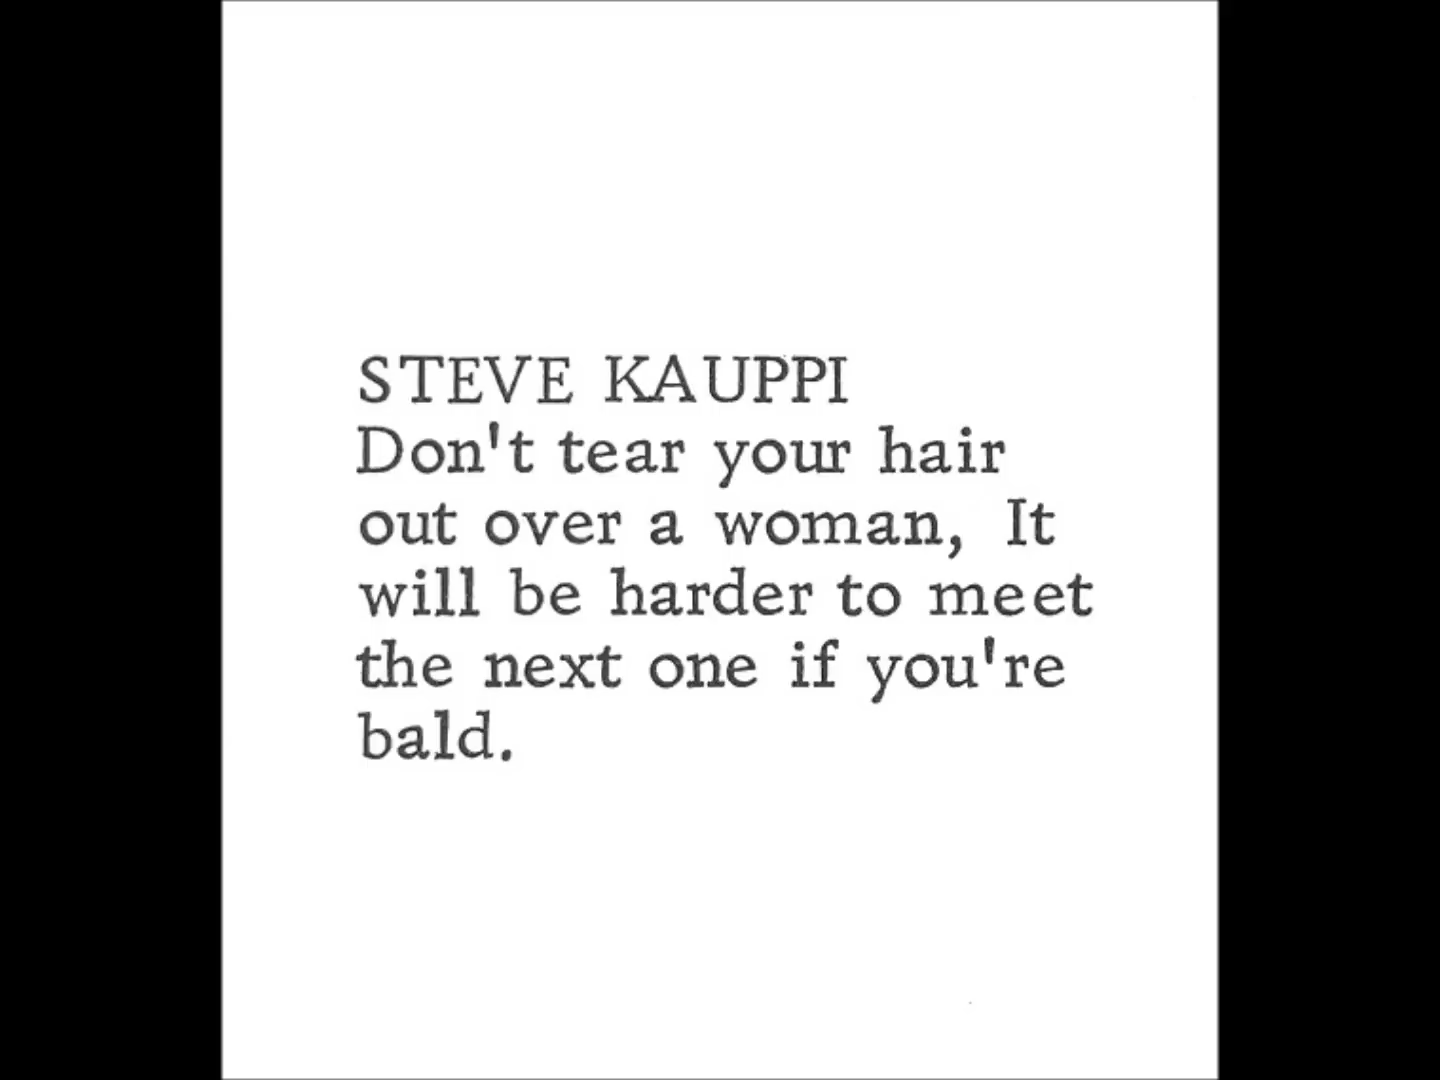 STEVE KAUPPI
Don't tear your hair
out over a woman, It
will be harder to meet
the next one if you're
bald.